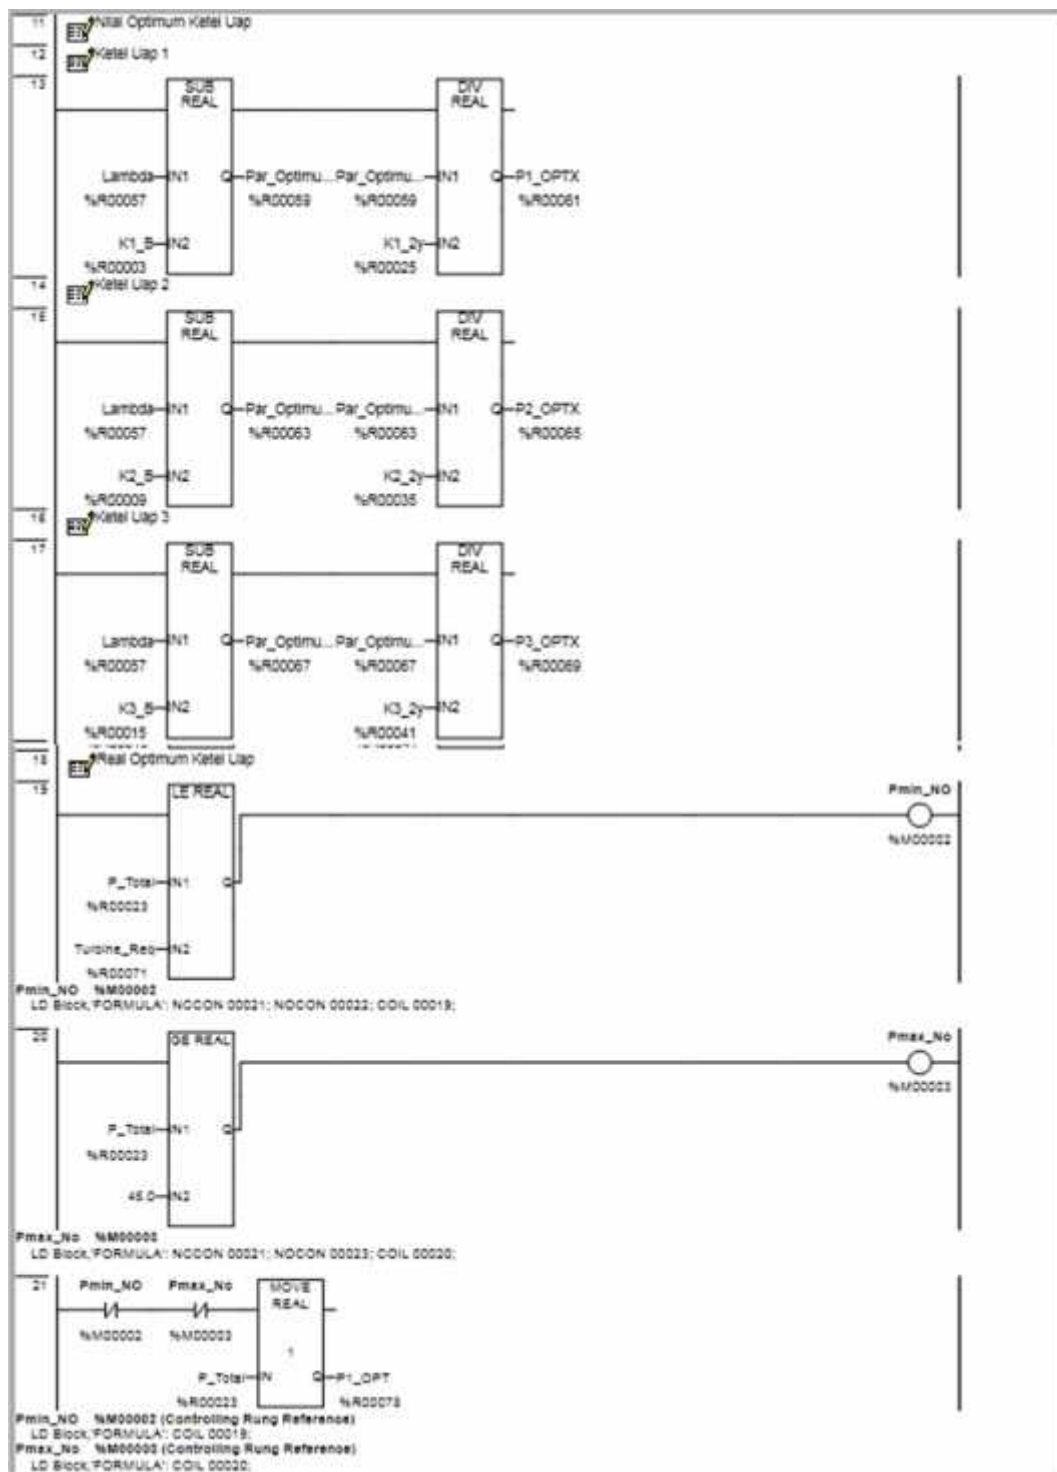 11 Nilai Optimum Ketel Uap
12 Ketel Uap 1
13 SUB DIV
REAL REAL
Lambda IN1 Q Par_Optimu... Par_Optimu... IN1 Q P1_OPTX
%R00057 %R00059 %R00059 %R00061
K1_B IN2 K1_2y IN2
%R00003 %R00025
14 Ketel Uap 2
15 SUB DIV
REAL REAL
Lambda IN1 Q Par_Optimu... Par_Optimu... IN1 Q P2_OPTX
%R00057 %R00063 %R00063 %R00065
K2_B IN2 K2_2y IN2
%R00009 %R00035
16 Ketel Uap 3
17 SUB DIV
REAL REAL
Lambda IN1 Q Par_Optimu... Par_Optimu... IN1 Q P3_OPTX
%R00057 %R00067 %R00067 %R00069
K3_B IN2 K3_2y IN2
%R00015 %R00041
18 Real Optimum Ketel Uap
19 LE REAL Pmin_NO
%M00002
P_Total IN1 Q
%R00023
Turbine_Req IN2
%R00071
Pmin_NO %M00002
LD Block,'FORMULA': NCCON 00021; NOCON 00022; COIL 00019;
20 GE REAL Pmax_No
%M00003
P_Total IN1 Q
%R00023
45.0 IN2
Pmax_No %M00003
LD Block,'FORMULA': NCCON 00021; NOCON 00023; COIL 00020;
21 Pmin_NO Pmax_No MOVE
REAL
%M00002 %M00003 1
P_Total IN Q P1_OPT
%R00023 %R00073
Pmin_NO %M00002 (Controlling Rung Reference)
LD Block,'FORMULA': COIL 00019;
Pmax_No %M00003 (Controlling Rung Reference)
LD Block,'FORMULA': COIL 00020;